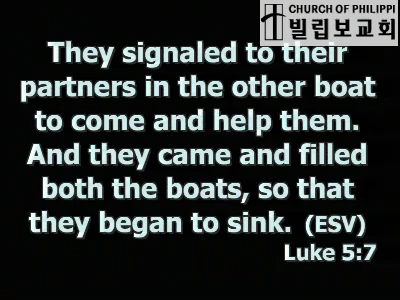 CHURCH OF PHILIPPI
빌립보교회
They signaled to their
partners in the other boat
to come and help them.
And they came and filled
both the boats, so that
they began to sink. (ESV)
Luke 5:7